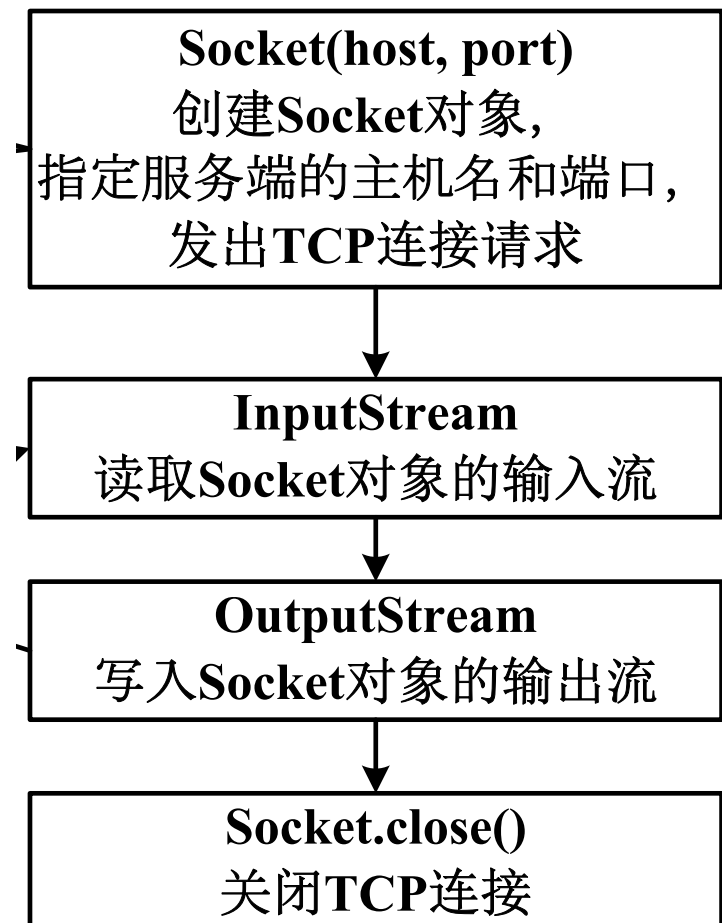 Socket(host, port)
创建Socket对象，
指定服务端的主机名和端口，
发出TCP连接请求
InputStream
读取Socket对象的输入流
OutputStream
写入Socket对象的输出流
Socket.close()
关闭TCP连接